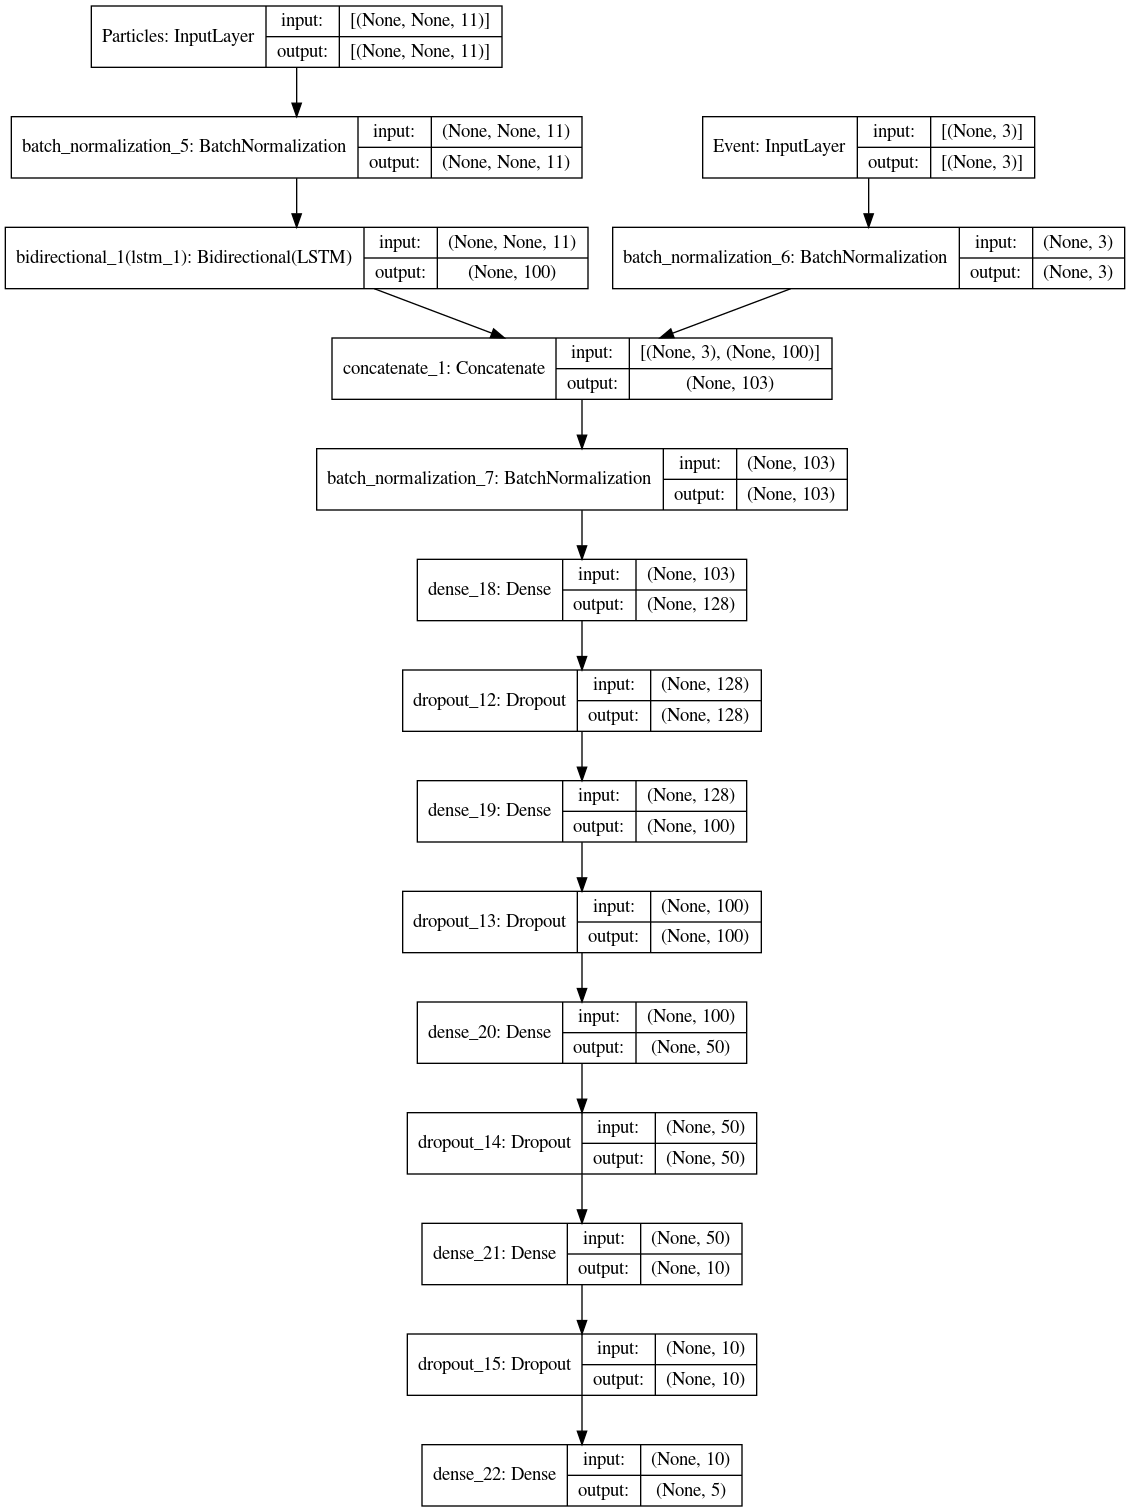 Particles: InputLayer
input:
[(None, None, 11)]
output:
[(None, None, 11)]
batch_normalization_5: BatchNormalization
input:
(None, None, 11)
output:
(None, None, 11)
Event: InputLayer
input:
[(None, 3)]
output:
[(None, 3)]
bidirectional_1(lstm_1): Bidirectional(LSTM)
input:
(None, None, 11)
output:
(None, 100)
batch_normalization_6: BatchNormalization
input:
(None, 3)
output:
(None, 3)
concatenate_1: Concatenate
input:
[(None, 3), (None, 100)]
output:
(None, 103)
batch_normalization_7: BatchNormalization
input:
(None, 103)
output:
(None, 103)
dense_18: Dense
input:
(None, 103)
output:
(None, 128)
dropout_12: Dropout
input:
(None, 128)
output:
(None, 128)
dense_19: Dense
input:
(None, 128)
output:
(None, 100)
dropout_13: Dropout
input:
(None, 100)
output:
(None, 100)
dense_20: Dense
input:
(None, 100)
output:
(None, 50)
dropout_14: Dropout
input:
(None, 50)
output:
(None, 50)
dense_21: Dense
input:
(None, 50)
output:
(None, 10)
dropout_15: Dropout
input:
(None, 10)
output:
(None, 10)
dense_22: Dense
input:
(None, 10)
output:
(None, 5)